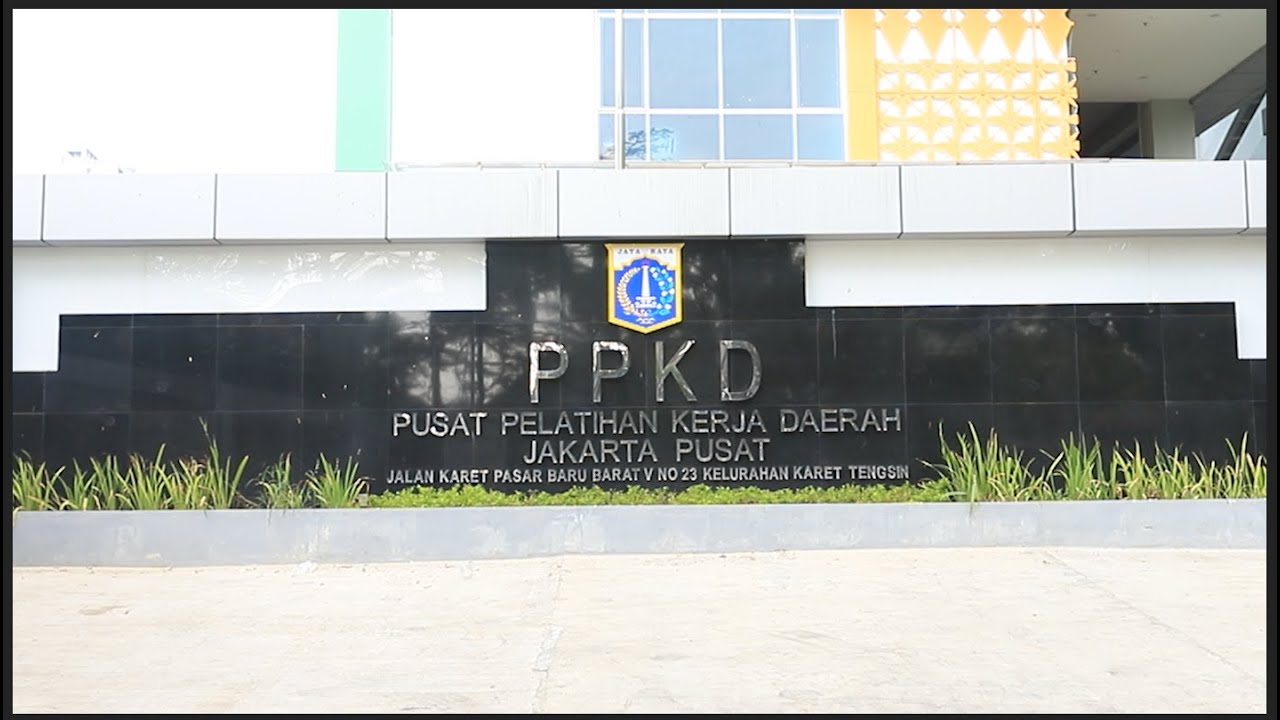 JAYA RAYA
PPKD
PUSAT PELATIHAN KERJA DAERAH
JAKARTA PUSAT
JALAN KARET PASAR BARU BARAT V NO 23 KELURAHAN KARET TENGSIN